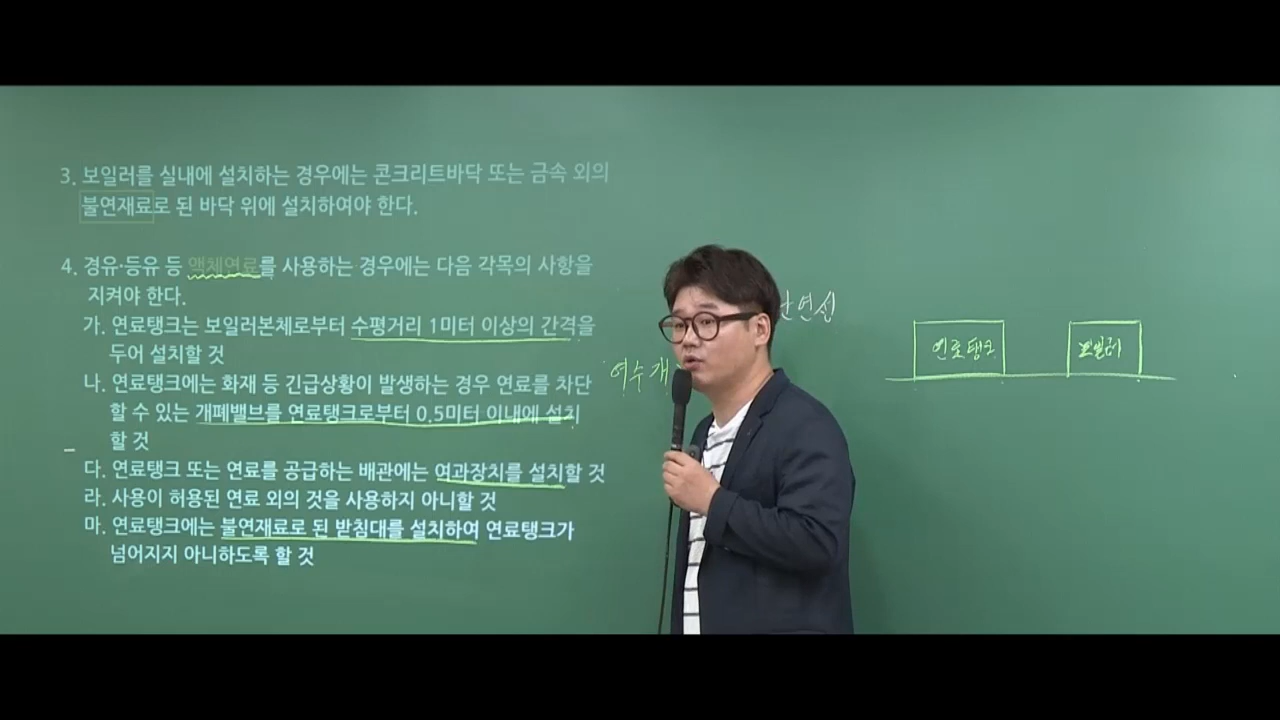 3. 보일러를 실내에 설치하는 경우에는 콘크리트바닥 또는 금속 외의
불연재료로 된 바닥 위에 설치하여야 한다.
4. 경유·등유 등 액체연료를 사용하는 경우에는 다음 각목의 사항을
지켜야 한다.
가. 연료탱크는 보일러본체로부터 수평거리 1미터 이상의 간격을
두어 설치할 것
나. 연료탱크에는 화재 등 긴급상황이 발생하는 경우 연료를 차단
할 수 있는 개폐밸브를 연료탱크로부터 0.5미터 이내에 설치
할 것
다. 연료탱크 또는 연료를 공급하는 배관에는 여과장치를 설치할 것
라. 사용이 허용된 연료 외의 것을 사용하지 아니할 것
마. 연료탱크에는 불연재료로 된 받침대를 설치하여 연료탱크가
넘어지지 아니하도록 할 것
여수개
연료탱크
보일러